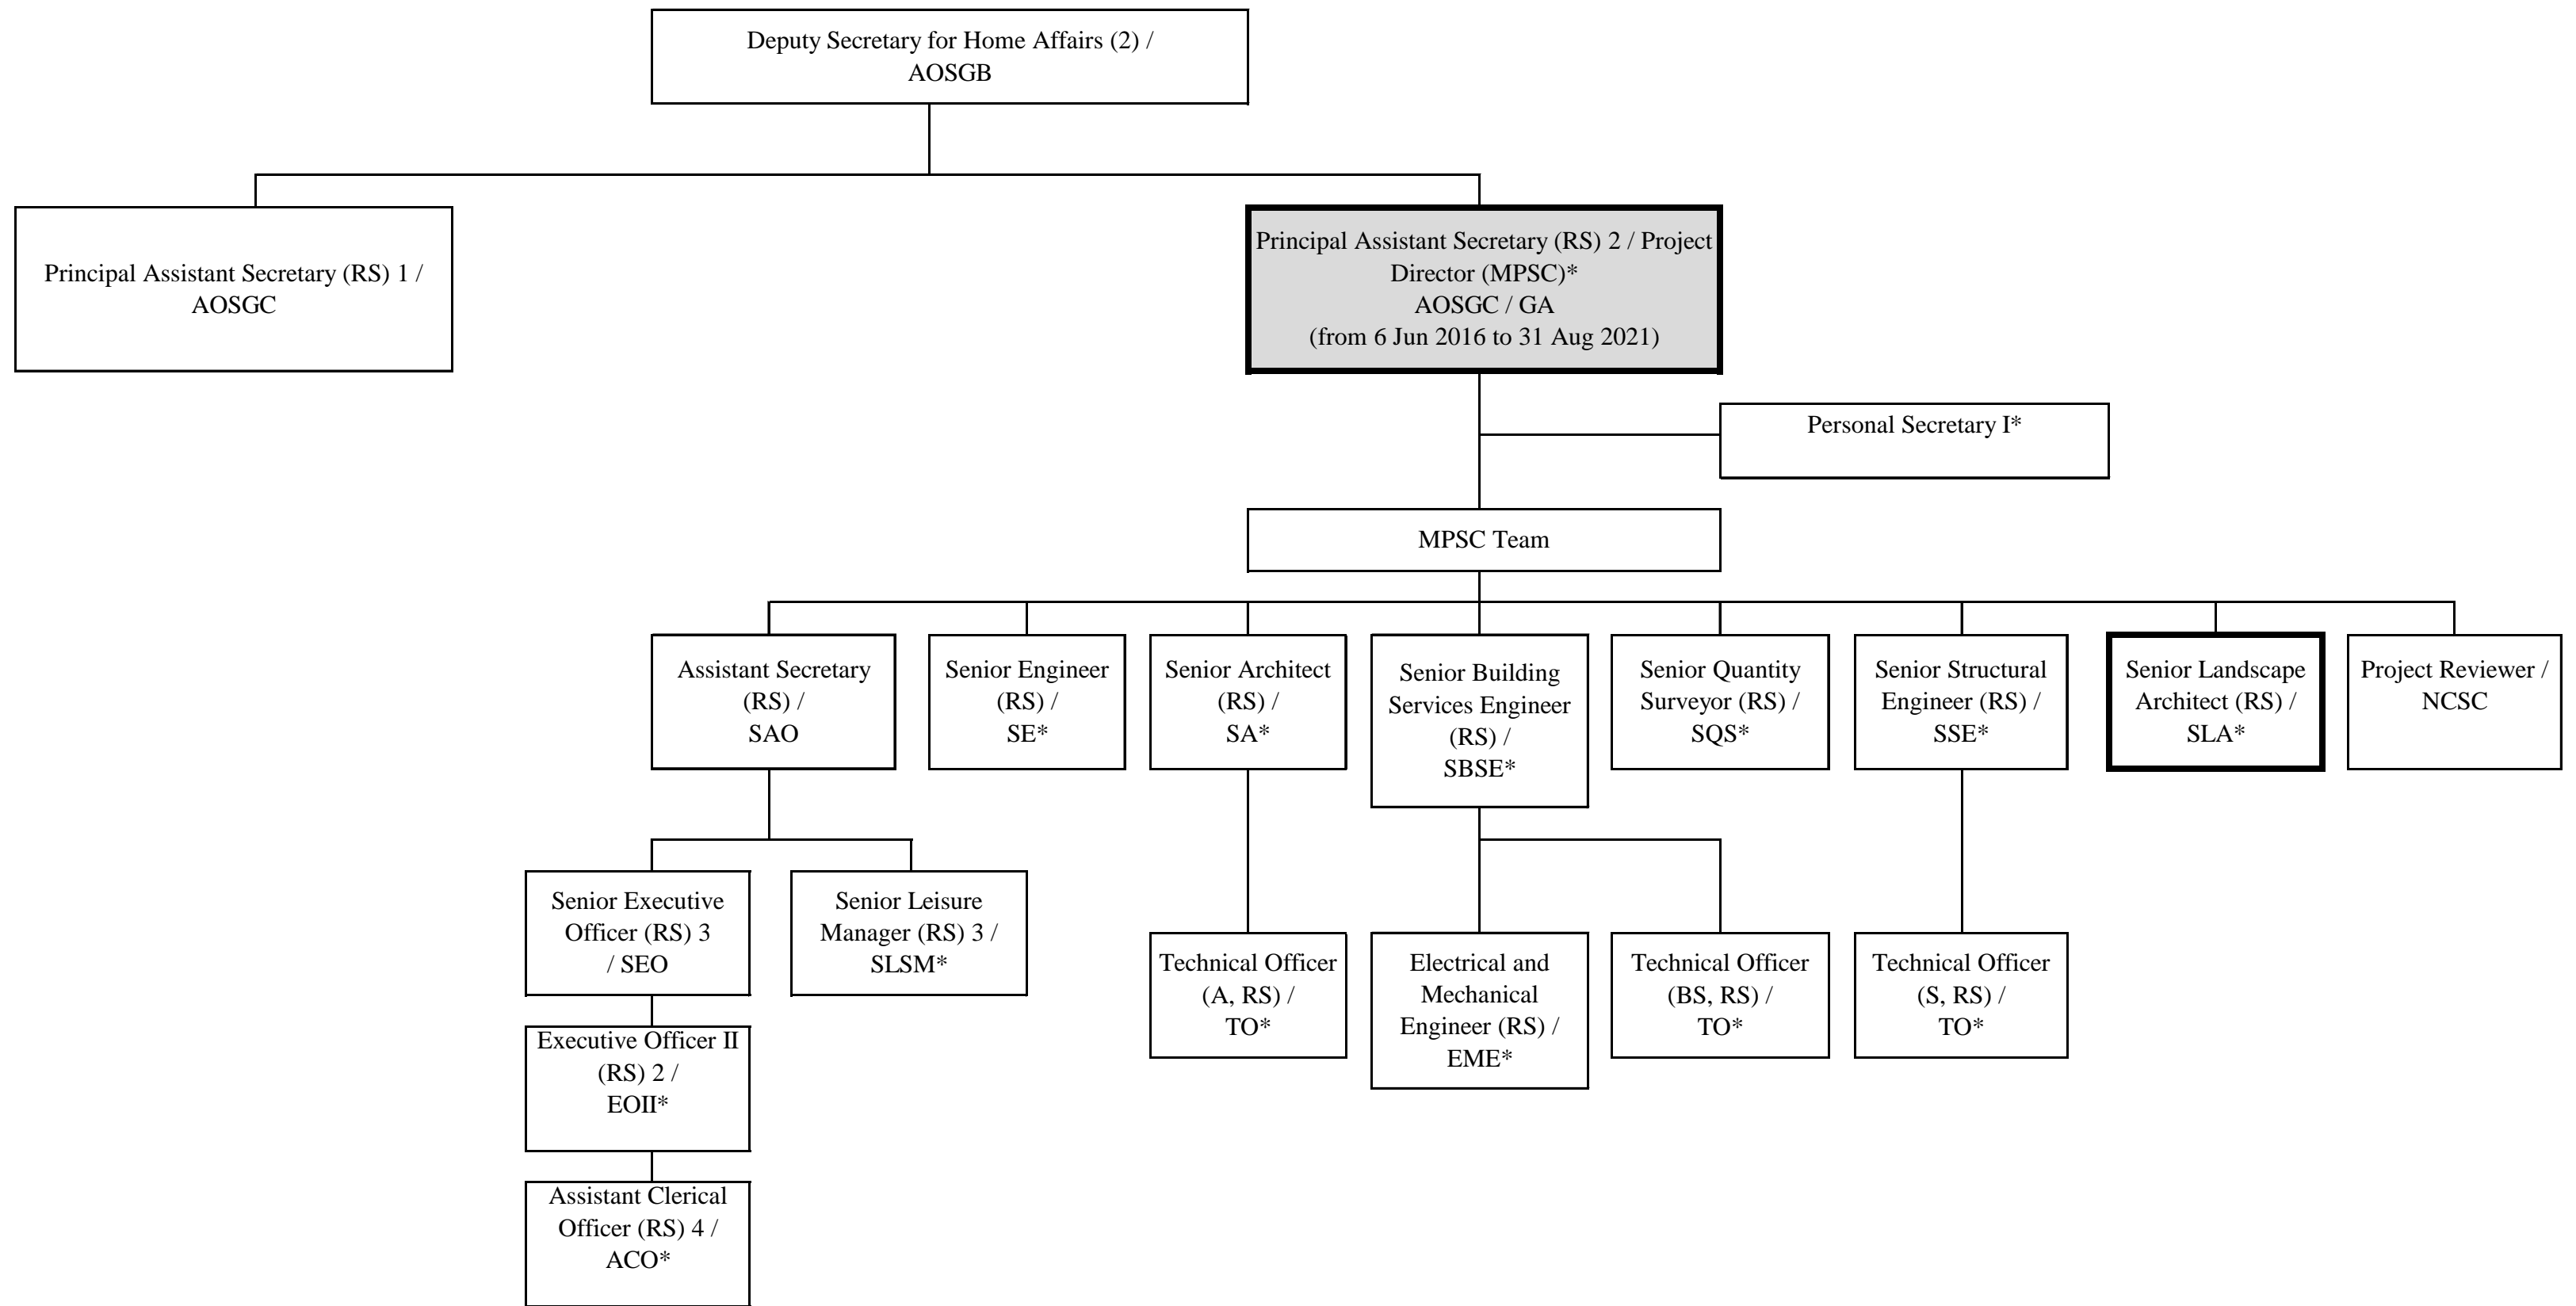 Deputy Secretary for Home Affairs (2) /
AOSGB
Principal Assistant Secretary (RS) 1 /
AOSGC
Principal Assistant Secretary (RS) 2 / Project
Director (MPSC)*
AOSGC / GA
(from 6 Jun 2016 to 31 Aug 2021)
Personal Secretary I*
MPSC Team
Assistant Secretary
(RS) /
SAO
Senior Engineer
(RS) /
SE*
Senior Architect
(RS) /
SA*
Senior Building
Services Engineer
(RS) /
SBSE*
Senior Quantity
Surveyor (RS) /
SQS*
Senior Structural
Engineer (RS) /
SSE*
Senior Landscape
Architect (RS) /
SLA*
Project Reviewer /
NCSC
Senior Executive
Officer (RS) 3
/ SEO
Senior Leisure
Manager (RS) 3 /
SLSM*
Technical Officer
(A, RS) /
TO*
Electrical and
Mechanical
Engineer (RS) /
EME*
Technical Officer
(BS, RS) /
TO*
Technical Officer
(S, RS) /
TO*
Executive Officer II
(RS) 2 /
EOII*
Assistant Clerical
Officer (RS) 4 /
ACO*